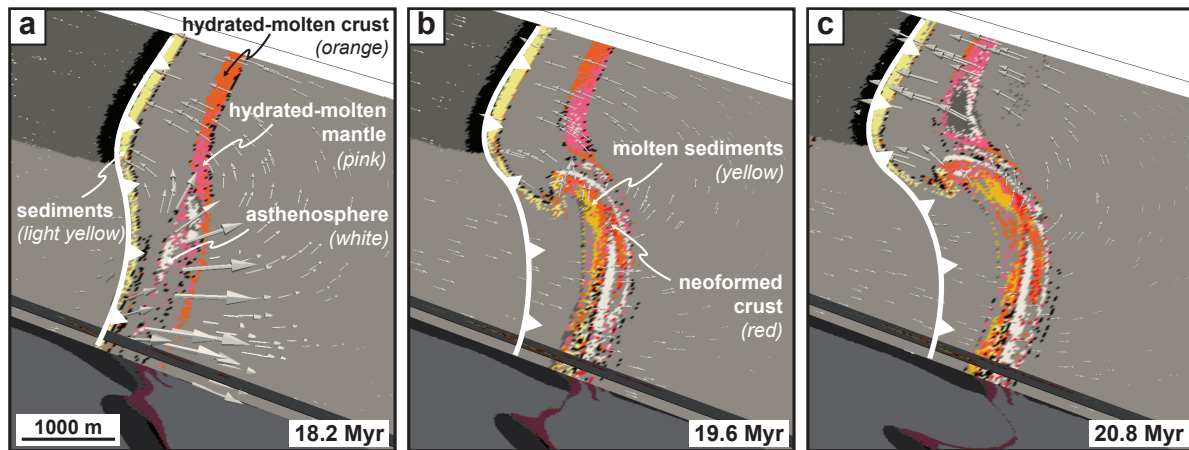 a
hydrated-molten crust
(orange)
hydrated-molten
mantle
(pink)
sediments
(light yellow)
asthenosphere
(white)
1000 m
18.2 Myr
b
molten sediments
(yellow)
neoformed
crust
(red)
19.6 Myr
c
20.8 Myr